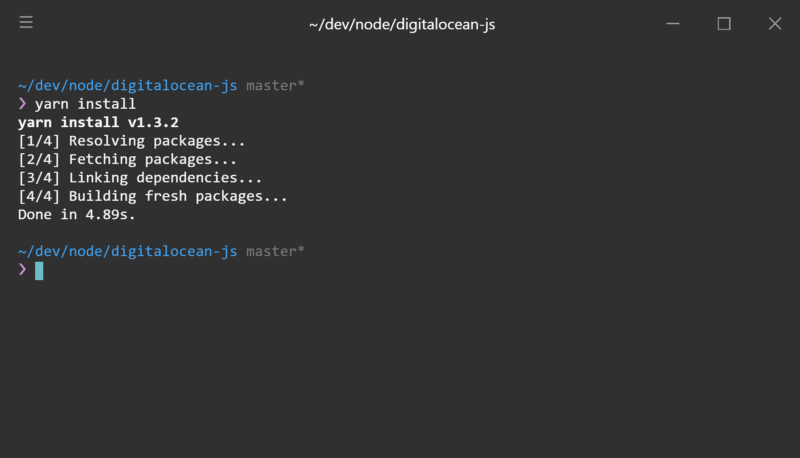 ~/dev/node/digitalocean-js
~/dev/node/digitalocean-js master*
❯ yarn install
yarn install v1.3.2
[1/4] Resolving packages...
[2/4] Fetching packages...
[3/4] Linking dependencies...
[4/4] Building fresh packages...
Done in 4.89s.
~/dev/node/digitalocean-js master*
❯